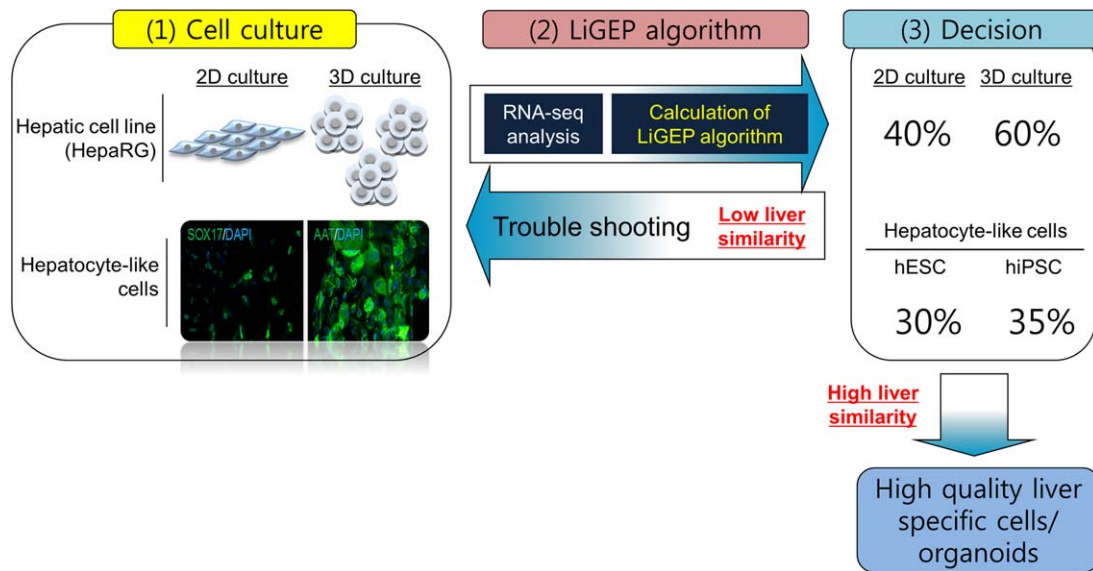 (1) Cell culture
2D culture 3D culture
Hepatic cell line
(HepaRG)
SOX17/DAPI AAT/DAPI
Hepatocyte-like
cells
(2) LiGEP algorithm
RNA-seq
analysis
Calculation of
LiGEP algorithm
Trouble shooting
Low liver
similarity
(3) Decision
2D culture 3D culture
40% 60%
Hepatocyte-like cells
hESC hiPSC
30% 35%
High liver
similarity
High quality liver
specific cells/
organoids